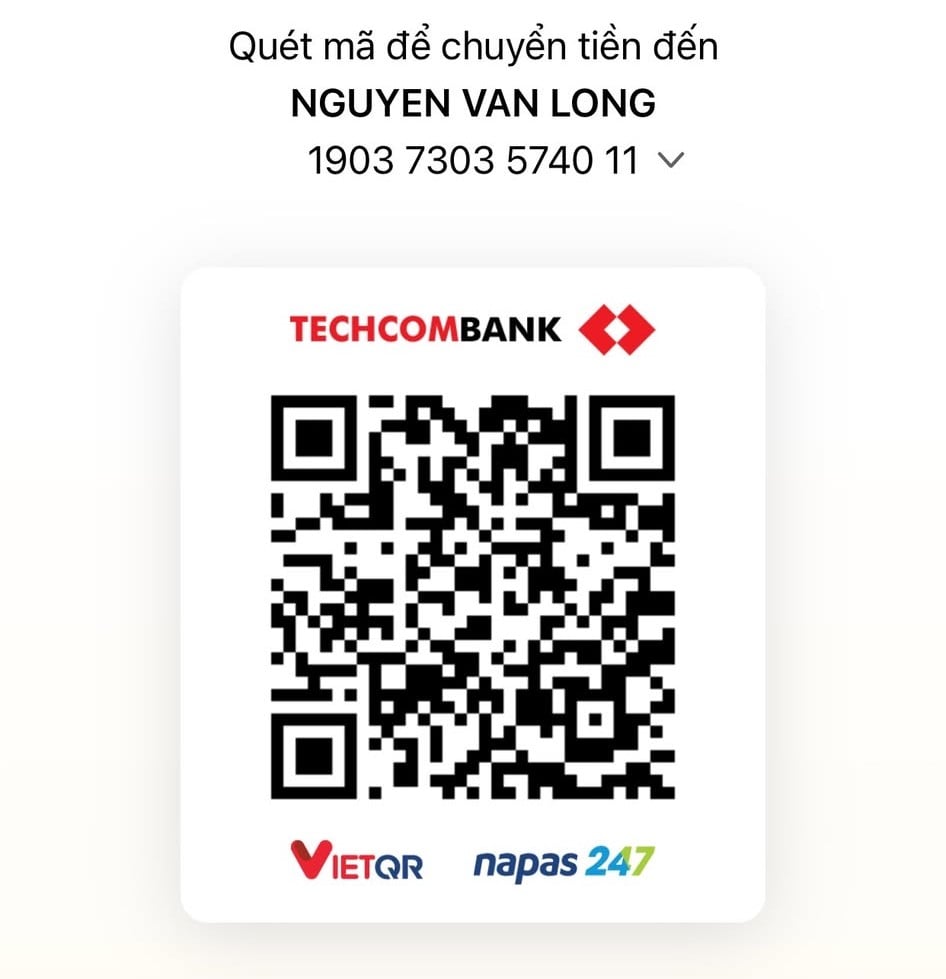 Quét mã để chuyển tiền đến
NGUYEN VAN LONG
1903 7303 5740 11
TECHCOMBANK
VIETQR napas 247